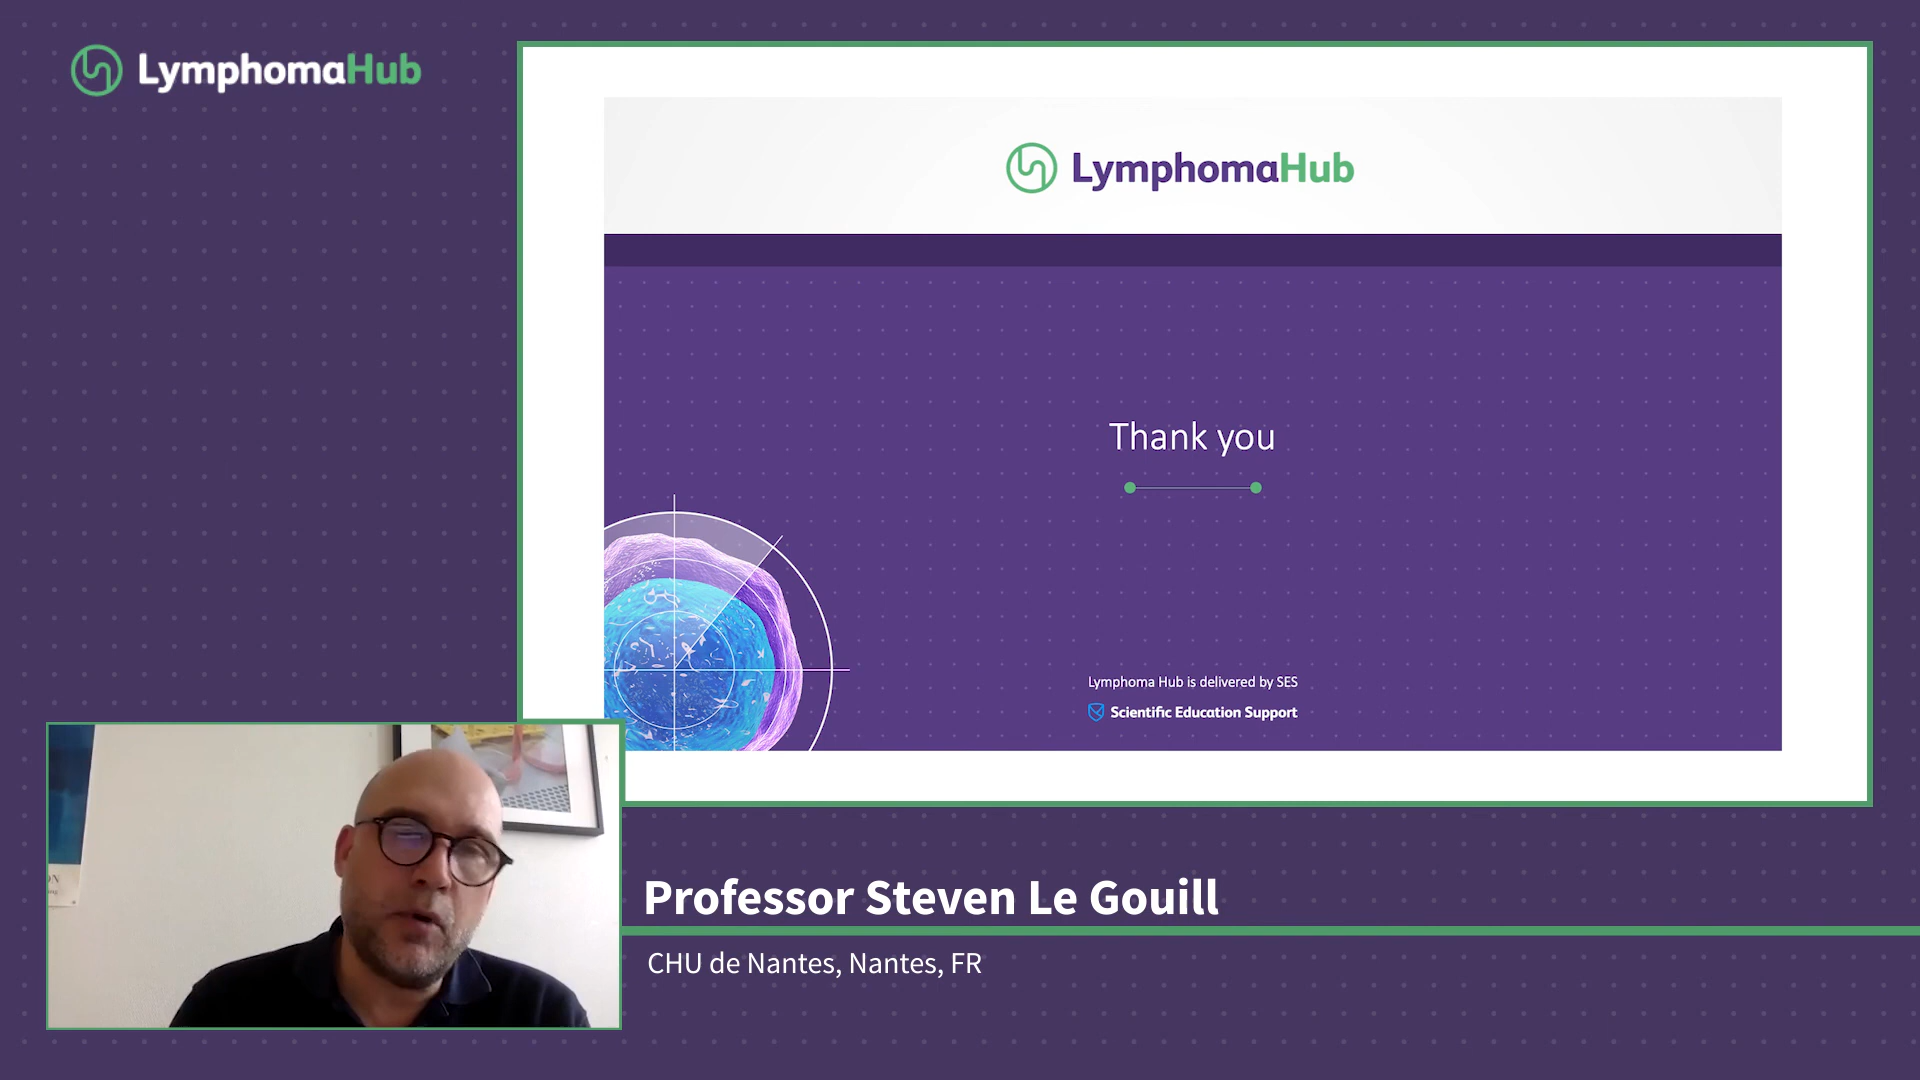 LymphomaHub
LymphomaHub
Thank you
Lymphoma Hub is delivered by SES
Scientific Education Support
Professor Steven Le Gouill
CHU de Nantes, Nantes, FR